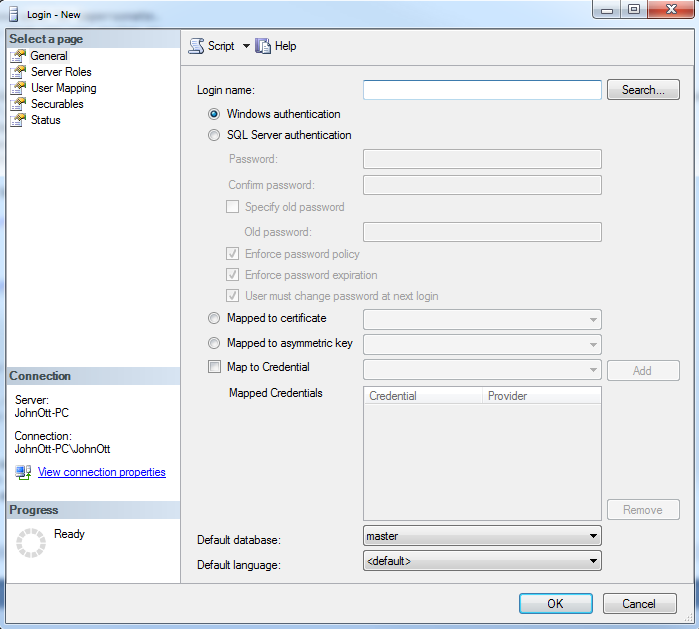 Login - New
Select a page
General
Server Roles
User Mapping
Securables
Status
Connection
Server:
JohnOtt-PC
Connection:
JohnOtt-PC\JohnOtt
View connection properties
Progress
Ready
Script Help
Login name: Search...
Windows authentication
SQL Server authentication
Password:
Confirm password:
Specify old password
Old password:
Enforce password policy
Enforce password expiration
User must change password at next login
Mapped to certificate
Mapped to asymmetric key
Map to Credential Add
Mapped Credentials Credential Provider
Remove
Default database: master
Default language: <default>
OK Cancel